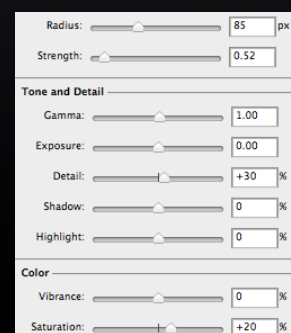 Radius: 85 px
Strength: 0.52
Tone and Detail
Gamma: 1.00
Exposure: 0.00
Detail: +30 %
Shadow: 0 %
Highlight: 0 %
Color
Vibrance: 0 %
Saturation: +20 %